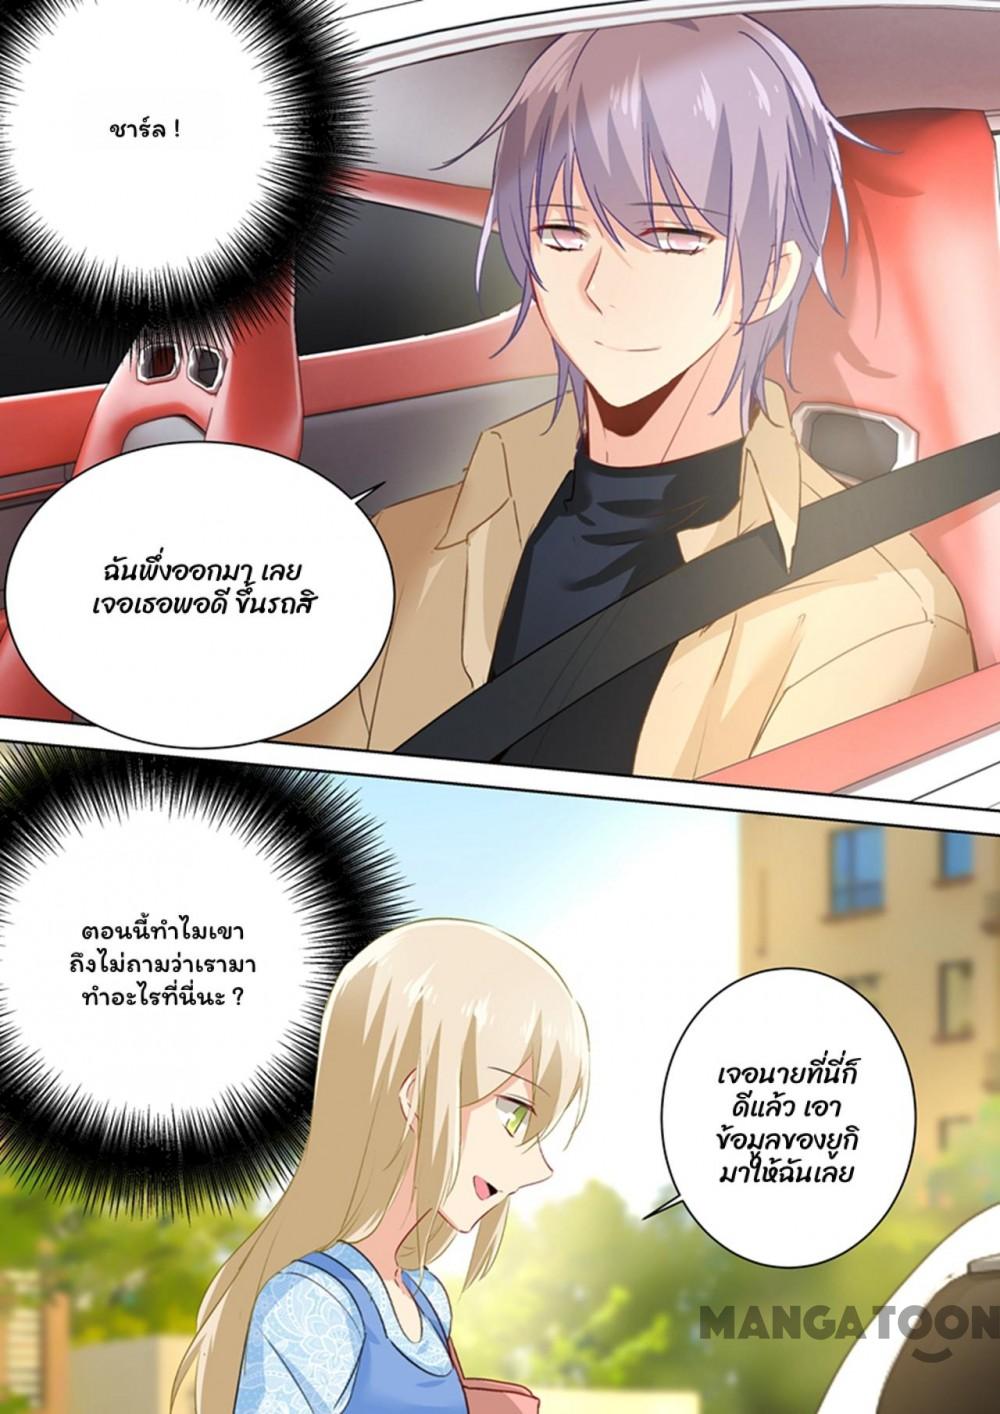 ชาร์ล !
ฉันพึ่งออกมา เลย
เจอเธอพอดี ขึ้นรถสิ
ตอนนี้ทำไมเขา
ถึงไม่ถามว่าเรามา
ทำอะไรที่นี่นะ ?
เจอนายที่นี่ก็
ดีแล้ว เอา
ข้อมูลของยูกิ
มาให้ฉันเลย
MANGATOON